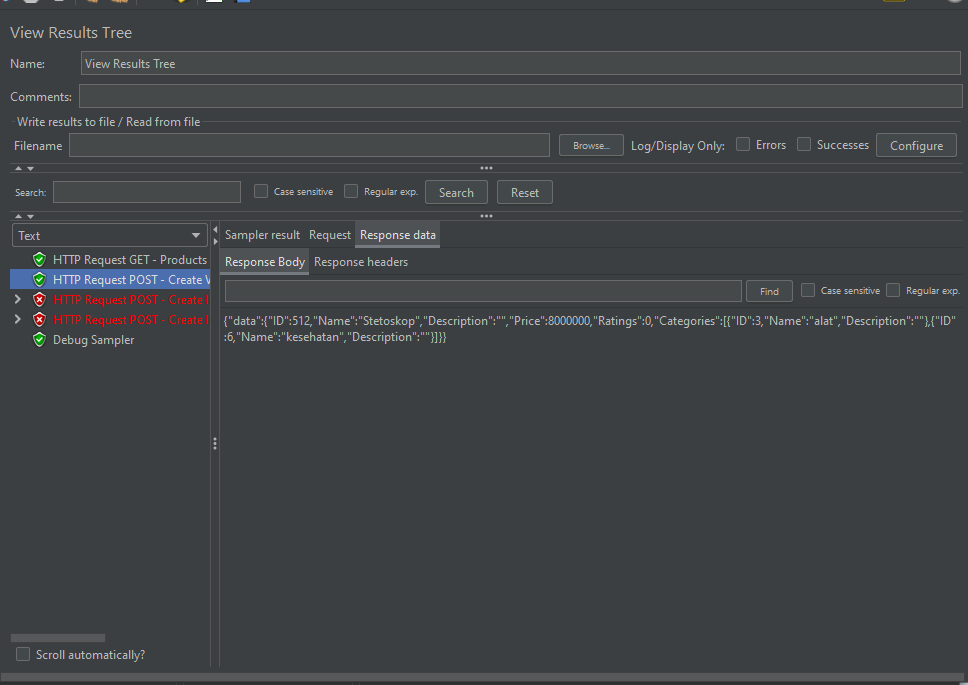 View Results Tree
Name: View Results Tree
Comments:
Write results to file / Read from file
Filename Browse... Log/Display Only: Errors Successes Configure
Search: Case sensitive Regular exp. Search Reset
Text
HTTP Request GET - Products
HTTP Request POST - Create
HTTP Request POST - Create
HTTP Request POST - Create
Debug Sampler
Scroll automatically?
Sampler result Request Response data
Response Body Response headers
Find Case sensitive Regular exp.
{"data":{"ID":512,"Name":"Stetoskop","Description":"","Price":8000000,"Ratings":0,"Categories":[{"ID":3,"Name":"alat","Description":""},{"ID"
:6,"Name":"kesehatan","Description":""}]}}